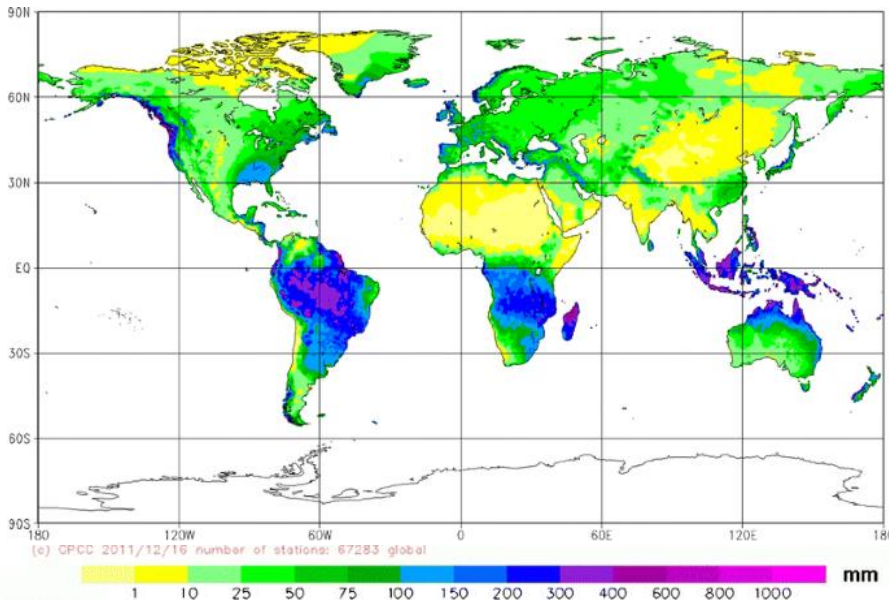 90N
60N
30N
EQ
30S
60S
90S
180 120W 60W 0 60E 120E 180
(c) GPCC 2011/12/16 number of stations: 67283 global
1 10 25 50 75 100 150 200 300 400 600 800 1000 mm